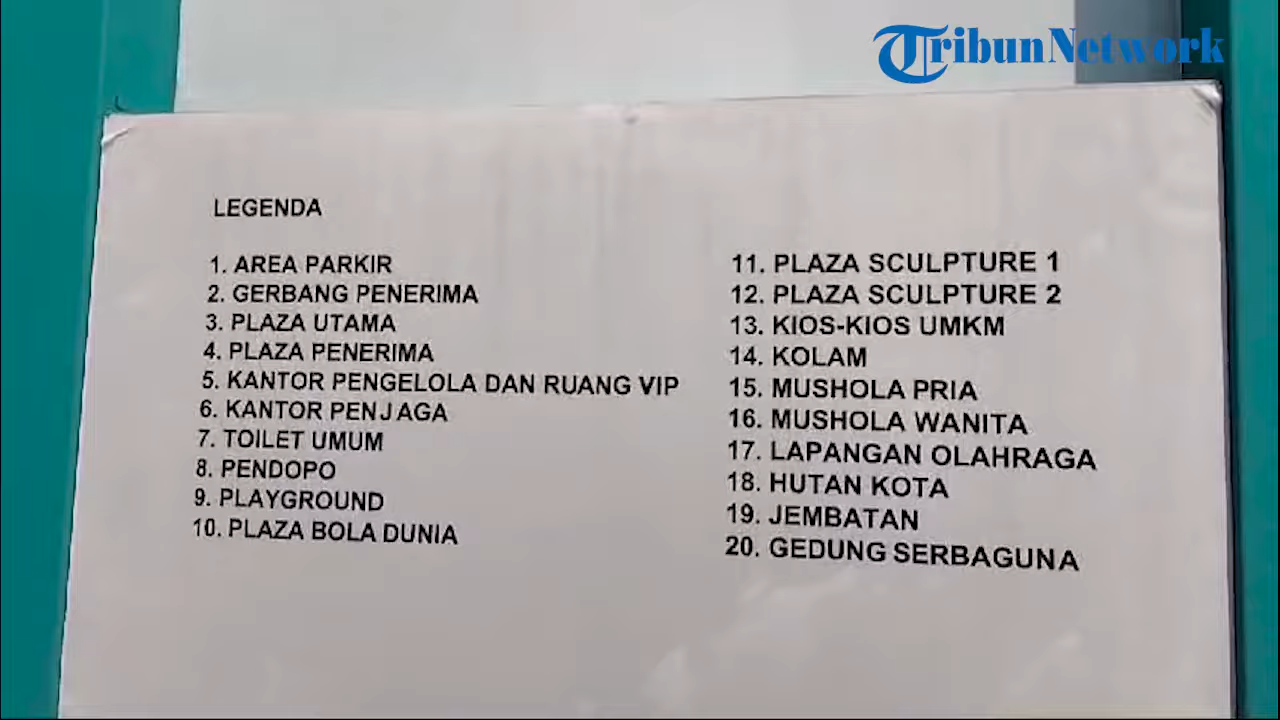 TribunNetwork
LEGENDA
1. AREA PARKIR
2. GERBANG PENERIMA
3. PLAZA UTAMA
4. PLAZA PENERIMA
5. KANTOR PENGELOLA DAN RUANG VIP
6. KANTOR PENJAGA
7. TOILET UMUM
8. PENDOPO
9. PLAYGROUND
10. PLAZA BOLA DUNIA
11. PLAZA SCULPTURE 1
12. PLAZA SCULPTURE 2
13. KIOS-KIOS UMKM
14. KOLAM
15. MUSHOLA PRIA
16. MUSHOLA WANITA
17. LAPANGAN OLAHRAGA
18. HUTAN KOTA
19. JEMBATAN
20. GEDUNG SERBAGUNA